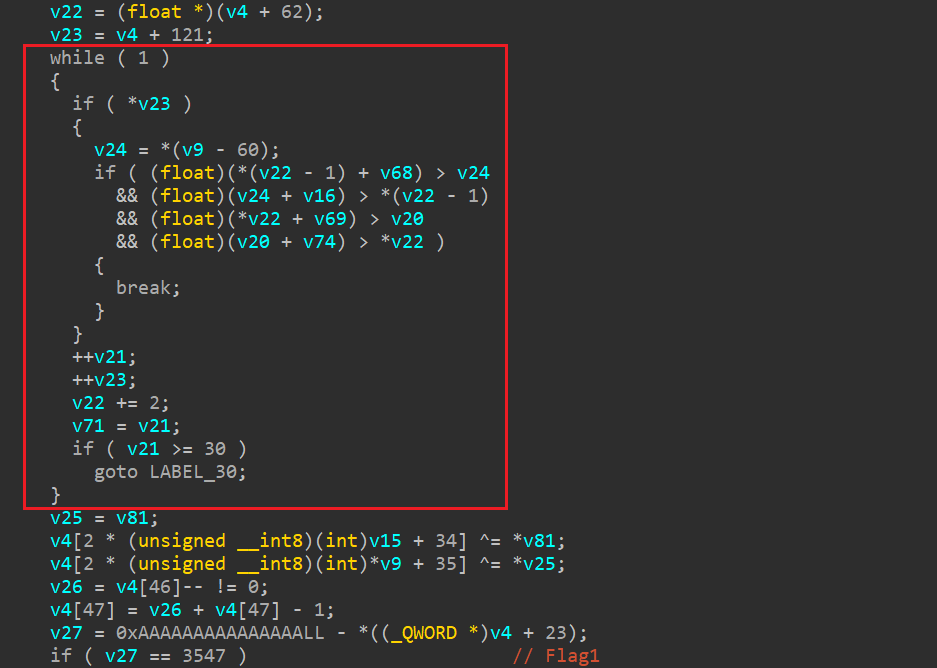 v22 = (float *)(v4 + 62);
v23 = v4 + 121;
while ( 1 )
{
if ( *v23 )
{
v24 = *(v9 - 60);
if ( (float)(*(v22 - 1) + v68) > v24
&& (float)(v24 + v16) > *(v22 - 1)
&& (float)(*v22 + v69) > v20
&& (float)(v20 + v74) > *v22 )
{
break;
}
}
++v21;
++v23;
v22 += 2;
v71 = v21;
if ( v21 >= 30 )
goto LABEL_30;
}
v25 = v81;
v4[2 * (unsigned __int8)(int)v15 + 34] ^= *v81;
v4[2 * (unsigned __int8)(int)*v9 + 35] ^= *v25;
v26 = v4[46]-- != 0;
v4[47] = v26 + v4[47] - 1;
v27 = 0xAAAAAAAAAAAAAAAALL - *((_QWORD *)v4 + 23);
if ( v27 == 3547 ) // Flag1